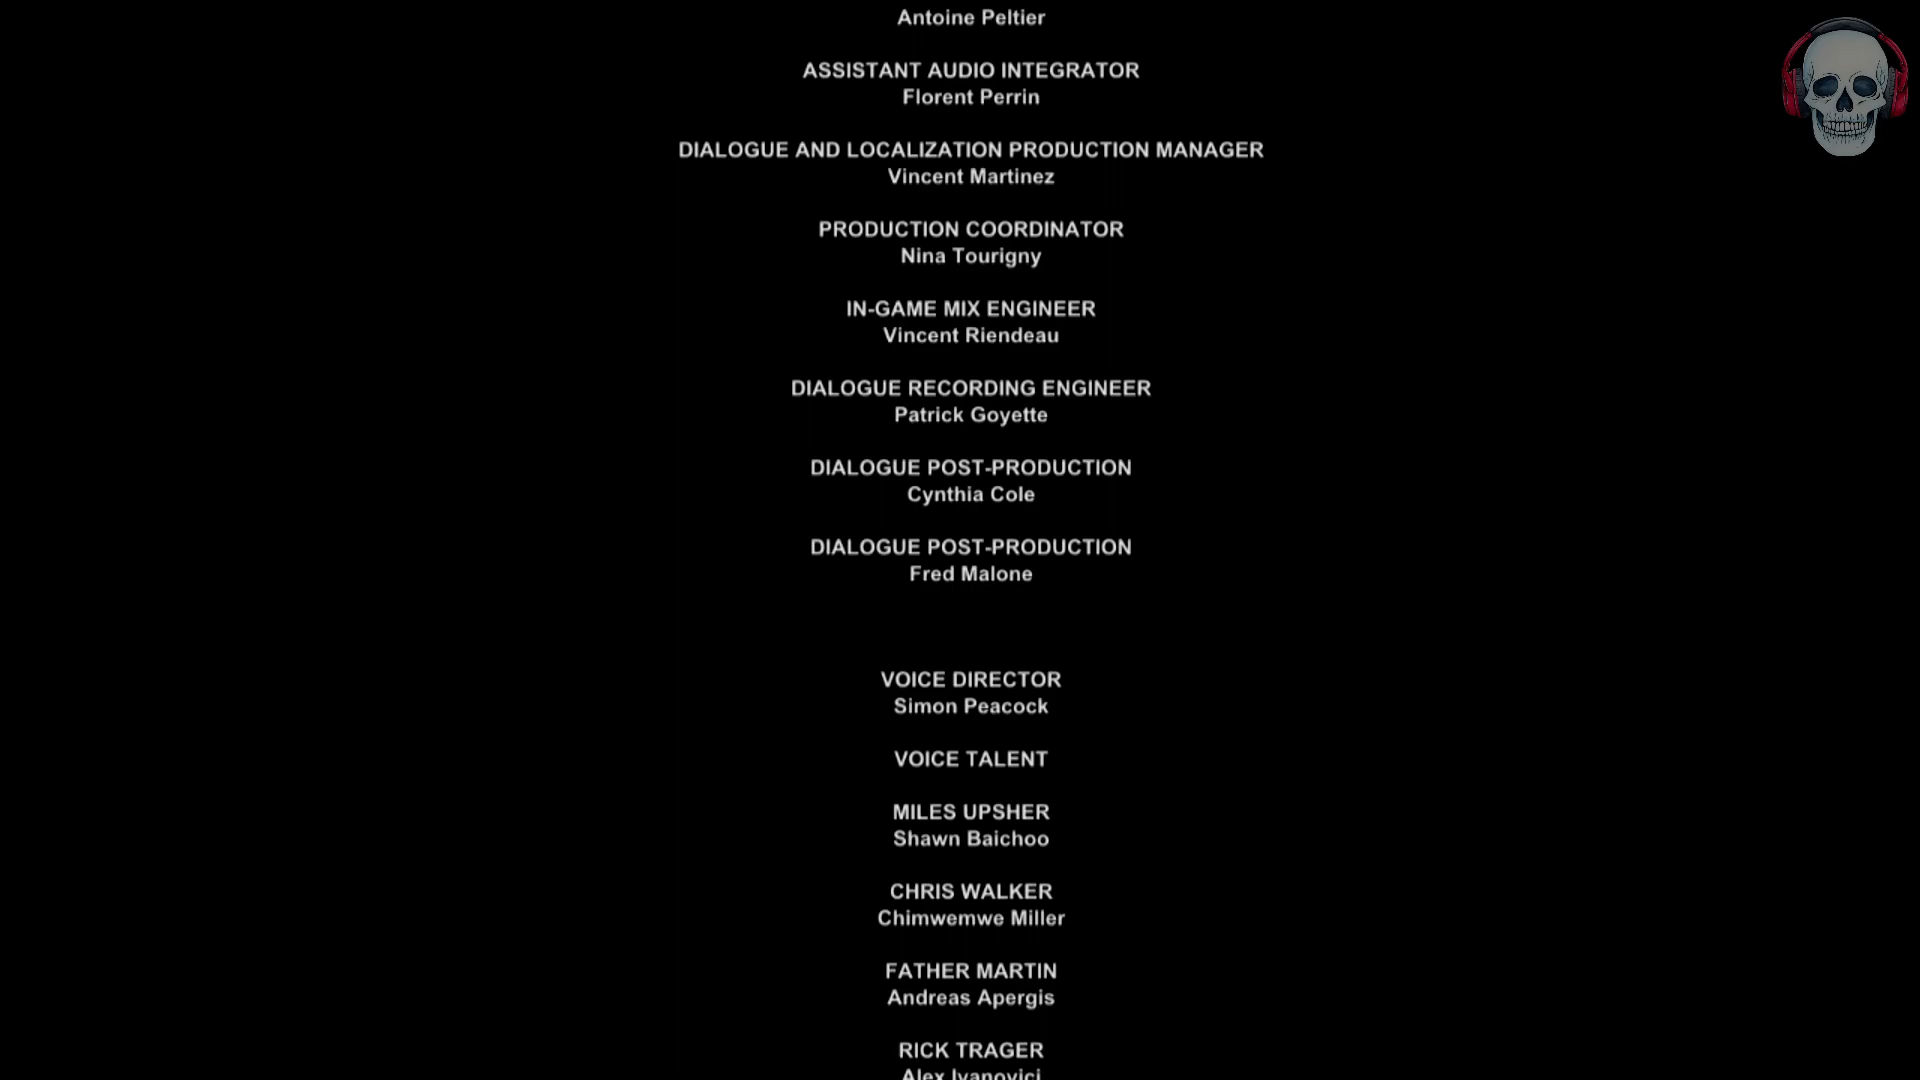 Antoine Peltier
ASSISTANT AUDIO INTEGRATOR
Florent Perrin
DIALOGUE AND LOCALIZATION PRODUCTION MANAGER
Vincent Martinez
PRODUCTION COORDINATOR
Nina Tourigny
IN-GAME MIX ENGINEER
Vincent Riendeau
DIALOGUE RECORDING ENGINEER
Patrick Goyette
DIALOGUE POST-PRODUCTION
Cynthia Cole
DIALOGUE POST-PRODUCTION
Fred Malone
VOICE DIRECTOR
Simon Peacock
VOICE TALENT
MILES UPSHER
Shawn Baichoo
CHRIS WALKER
Chimwemwe Miller
FATHER MARTIN
Andreas Apergis
RICK TRAGER
Alex Ivanovici